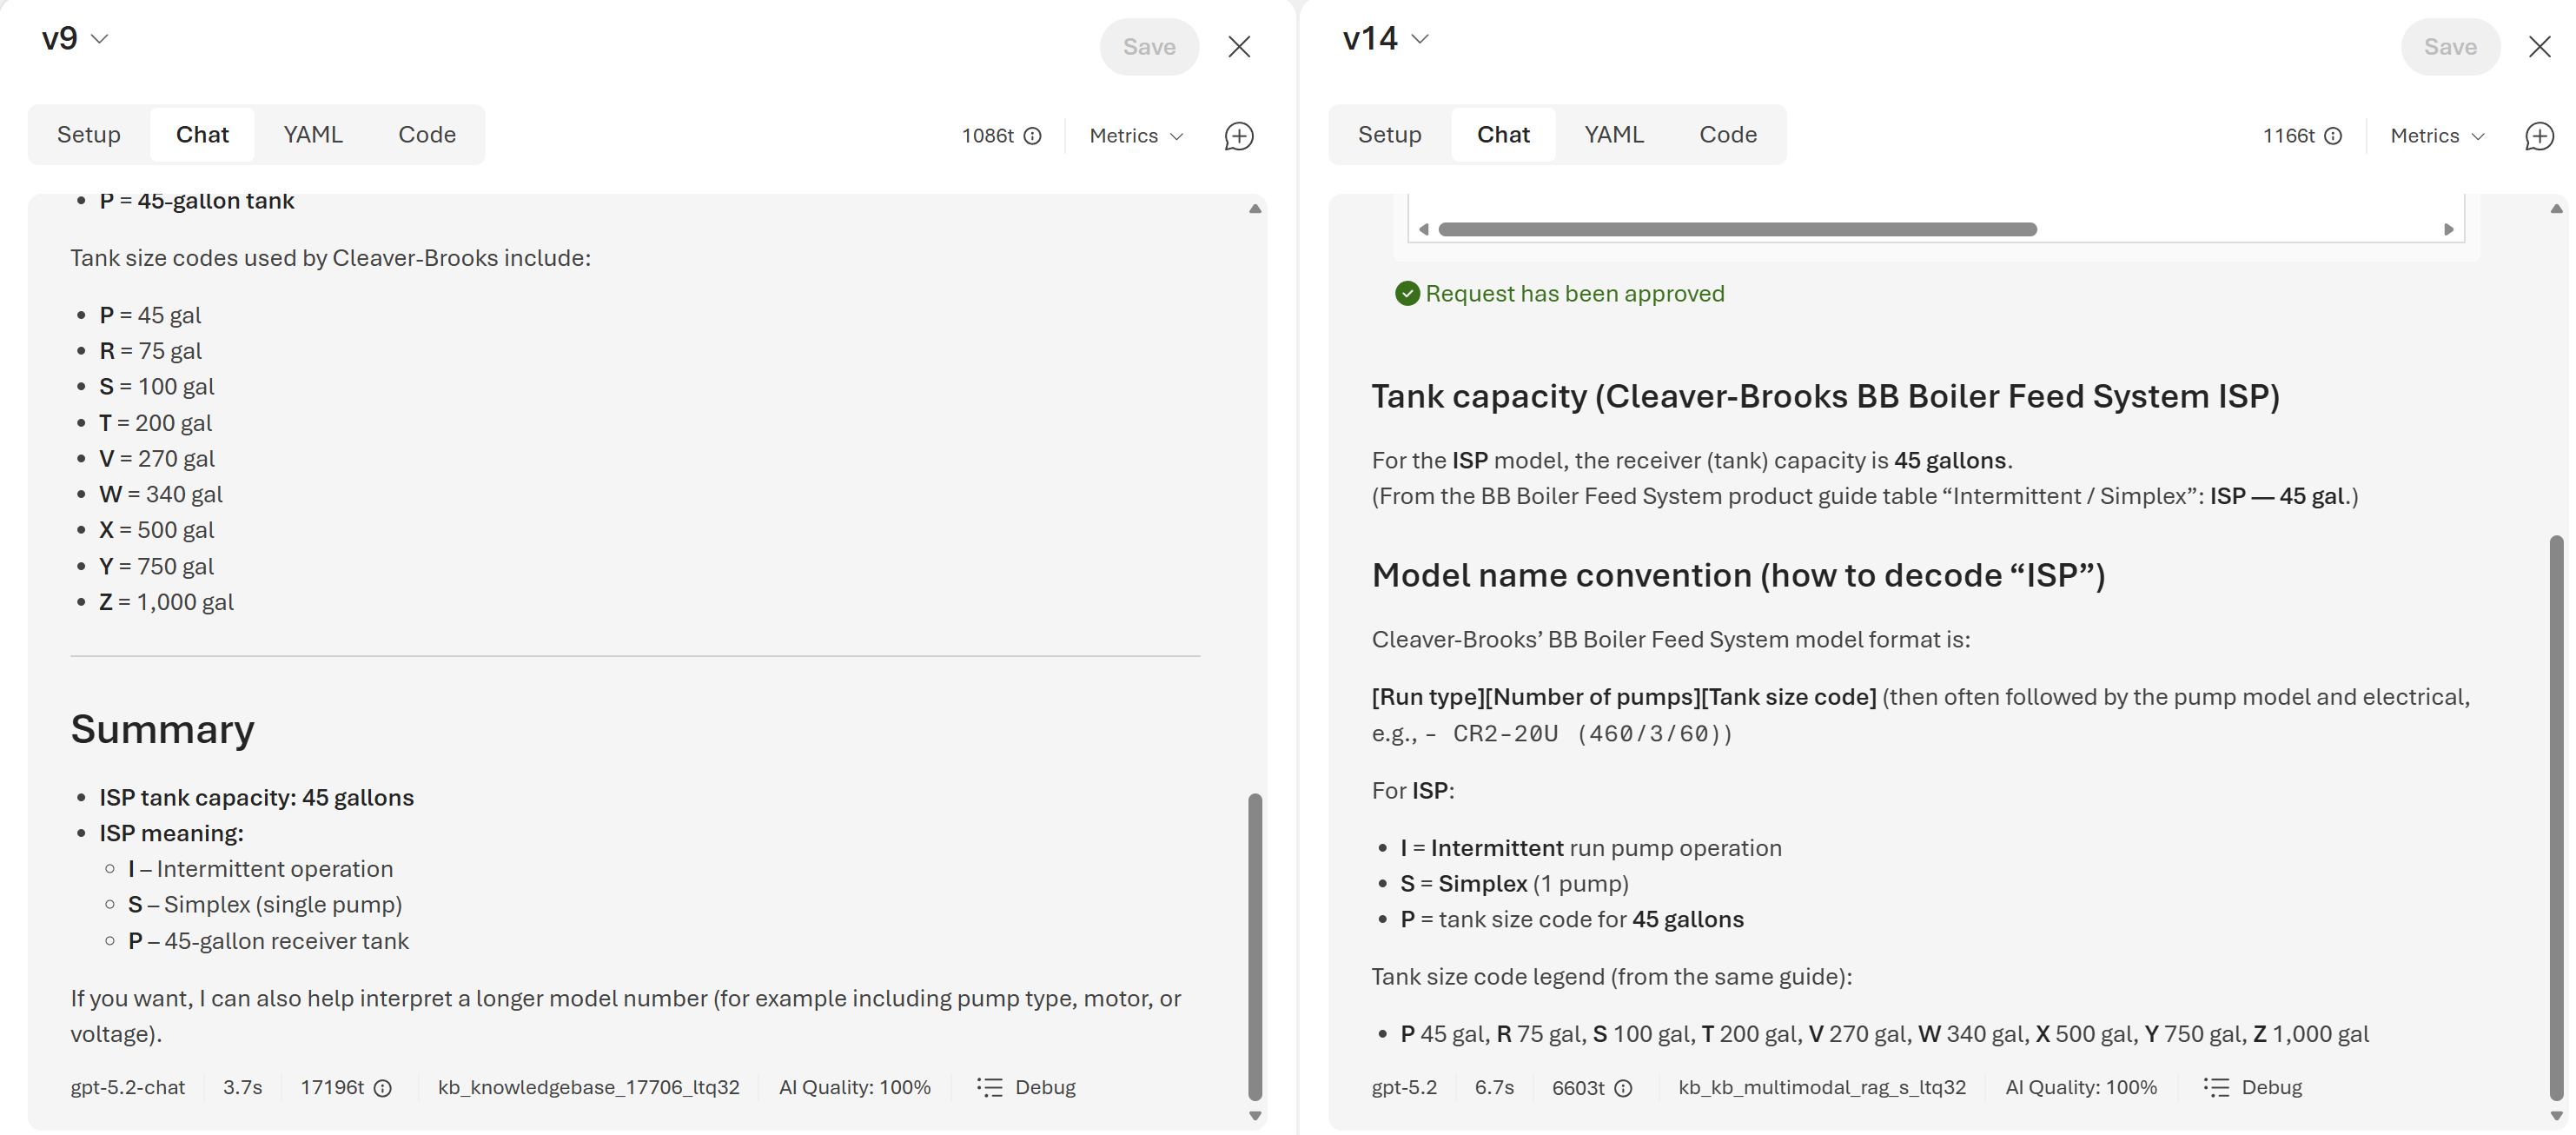 v9
Save
Setup
Chat
YAML
Code
1086t
Metrics
P = 45-gallon tank
Tank size codes used by Cleaver-Brooks include:
P = 45 gal
R = 75 gal
S = 100 gal
T = 200 gal
V = 270 gal
W = 340 gal
X = 500 gal
Y = 750 gal
Z = 1,000 gal
Summary
ISP tank capacity: 45 gallons
ISP meaning:
I – Intermittent operation
S – Simplex (single pump)
P – 45-gallon receiver tank
If you want, I can also help interpret a longer model number (for example including pump type, motor, or
voltage).
gpt-5.2-chat
3.7s
17196t
kb_knowledgebase_17706_ltq32
AI Quality: 100%
Debug
v14
Save
Setup
Chat
YAML
Code
1166t
Metrics
Request has been approved
Tank capacity (Cleaver-Brooks BB Boiler Feed System ISP)
For the ISP model, the receiver (tank) capacity is 45 gallons.
(From the BB Boiler Feed System product guide table “Intermittent / Simplex”: ISP — 45 gal.)
Model name convention (how to decode “ISP”)
Cleaver-Brooks’ BB Boiler Feed System model format is:
[Run type][Number of pumps][Tank size code] (then often followed by the pump model and electrical,
e.g., - CR2-20U (460/3/60))
For ISP:
I = Intermittent run pump operation
S = Simplex (1 pump)
P = tank size code for 45 gallons
Tank size code legend (from the same guide):
P 45 gal, R 75 gal, S 100 gal, T 200 gal, V 270 gal, W 340 gal, X 500 gal, Y 750 gal, Z 1,000 gal
gpt-5.2
6.7s
6603t
kb_kb_multimodal_rag_s_ltq32
AI Quality: 100%
Debug